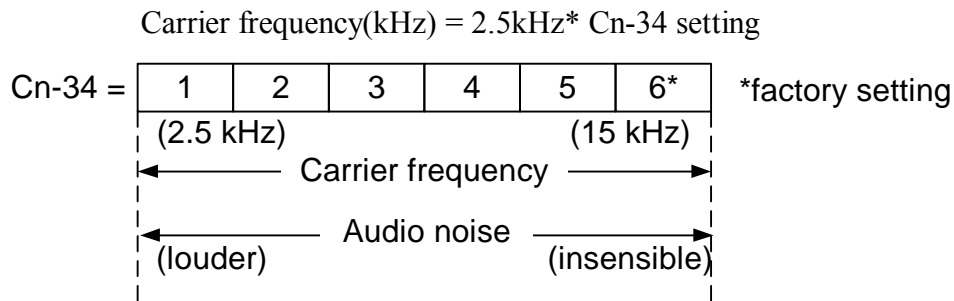 Carrier frequency(kHz) = 2.5kHz* Cn-34 setting
Cn-34 = 1 2 3 4 5 6* *factory setting
(2.5 kHz) (15 kHz)
Carrier frequency
Audio noise
(louder) (insensible)